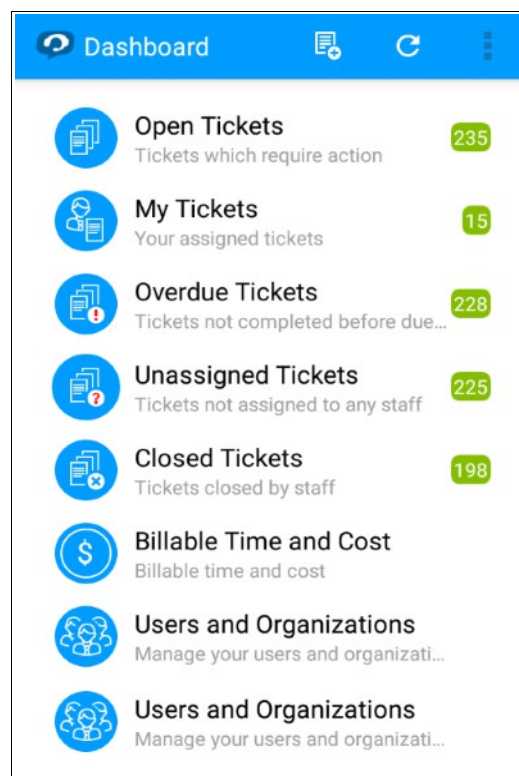 Dashboard
Open Tickets
Tickets which require action
235
My Tickets
Your assigned tickets
15
Overdue Tickets
Tickets not completed before due...
228
Unassigned Tickets
Tickets not assigned to any staff
225
Closed Tickets
Tickets closed by staff
198
$
Billable Time and Cost
Billable time and cost
Users and Organizations
Manage your users and organizati...
Users and Organizations
Manage your users and organizati...